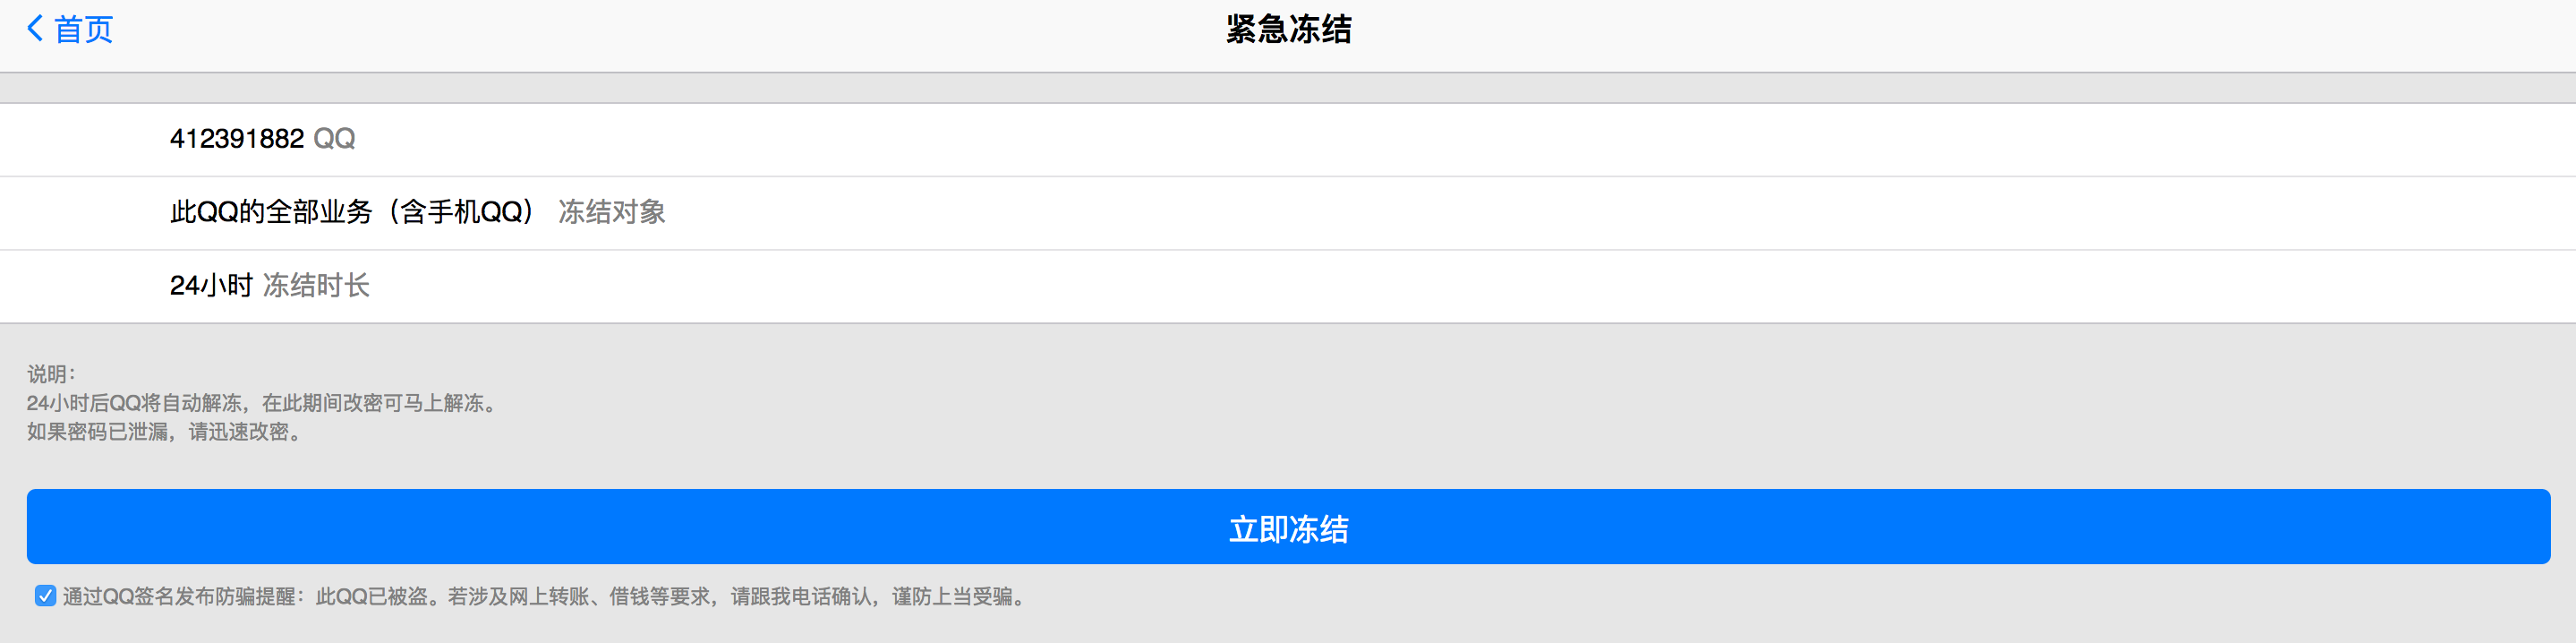 首页
紧急冻结
412391882 QQ
此QQ的全部业务（含手机QQ） 冻结对象
24小时 冻结时长
说明：
24小时后QQ将自动解冻，在此期间改密可马上解冻。
如果密码已泄漏，请迅速改密。
立即冻结
通过QQ签名发布防骗提醒：此QQ已被盗。若涉及网上转账、借钱等要求，请跟我电话确认，谨防上当受骗。